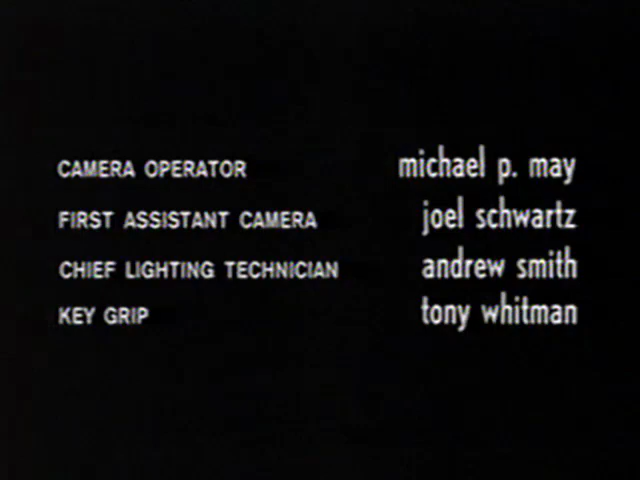 CAMERA OPERATOR michael p. may
FIRST ASSISTANT CAMERA joel schwartz
CHIEF LIGHTING TECHNICIAN andrew smith
KEY GRIP tony whitman